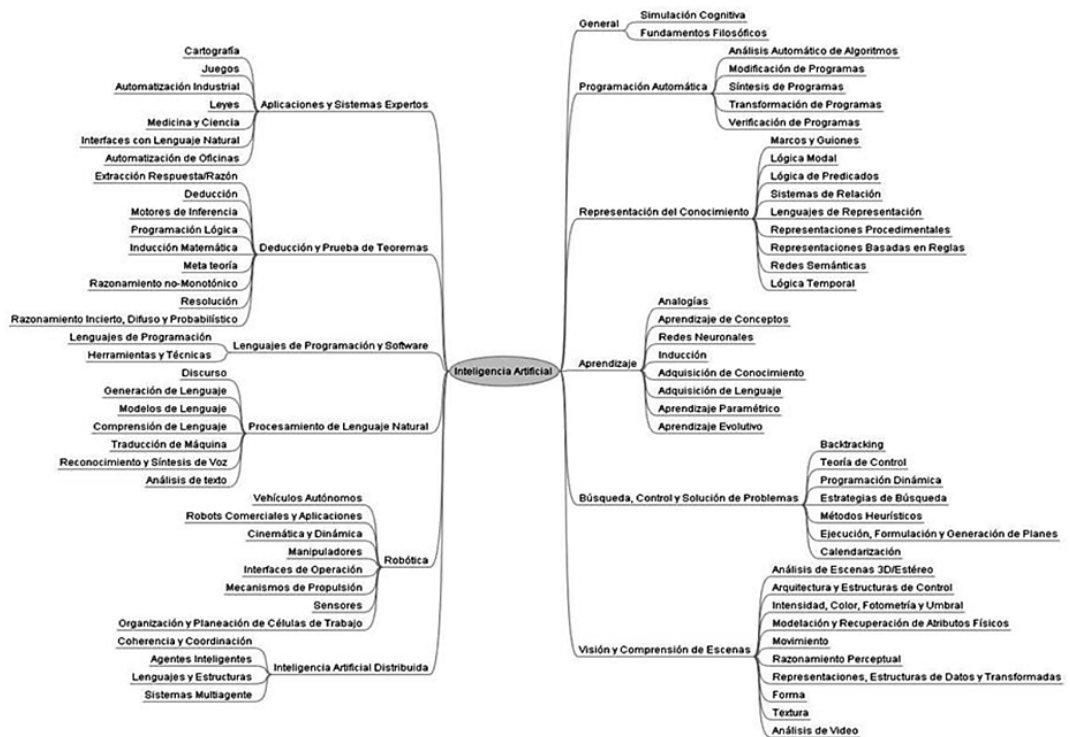 Inteligencia Artificial
General
Simulación Cognitiva
Fundamentos Filosóficos
Programación Automática
Análisis Automático de Algoritmos
Modificación de Programas
Síntesis de Programas
Transformación de Programas
Verificación de Programas
Representación del Conocimiento
Marcos y Guiones
Lógica Modal
Lógica de Predicados
Sistemas de Relación
Lenguajes de Representación
Representaciones Procedimentales
Representaciones Basadas en Reglas
Redes Semánticas
Lógica Temporal
Aprendizaje
Analogías
Aprendizaje de Conceptos
Redes Neuronales
Inducción
Adquisición de Conocimiento
Adquisición de Lenguaje
Aprendizaje Paramétrico
Aprendizaje Evolutivo
Búsqueda, Control y Solución de Problemas
Backtracking
Teoría de Control
Programación Dinámica
Estrategias de Búsqueda
Métodos Heurísticos
Ejecución, Formulación y Generación de Planes
Calendarización
Visión y Comprensión de Escenas
Análisis de Escenas 3D/Estéreo
Arquitectura y Estructuras de Control
Intensidad, Color, Fotometría y Umbral
Modelación y Recuperación de Atributos Físicos
Movimiento
Razonamiento Perceptual
Representaciones, Estructuras de Datos y Transformadas
Forma
Textura
Análisis de Video
Aplicaciones y Sistemas Expertos
Cartografía
Juegos
Automatización Industrial
Leyes
Medicina y Ciencia
Interfaces con Lenguaje Natural
Automatización de Oficinas
Deducción y Prueba de Teoremas
Extracción Respuesta/Razón
Deducción
Motores de Inferencia
Programación Lógica
Inducción Matemática
Meta teoría
Razonamiento no-Monotónico
Resolución
Razonamiento Incierto, Difuso y Probabilístico
Lenguajes de Programación y Software
Lenguajes de Programación
Herramientas y Técnicas
Procesamiento de Lenguaje Natural
Discurso
Generación de Lenguaje
Modelos de Lenguaje
Comprensión de Lenguaje
Traducción de Máquina
Reconocimiento y Síntesis de Voz
Análisis de texto
Robótica
Vehículos Autónomos
Robots Comerciales y Aplicaciones
Cinemática y Dinámica
Manipuladores
Interfaces de Operación
Mecanismos de Propulsión
Sensores
Organización y Planeación de Células de Trabajo
Inteligencia Artificial Distribuida
Coherencia y Coordinación
Agentes Inteligentes
Lenguajes y Estructuras
Sistemas Multiagente